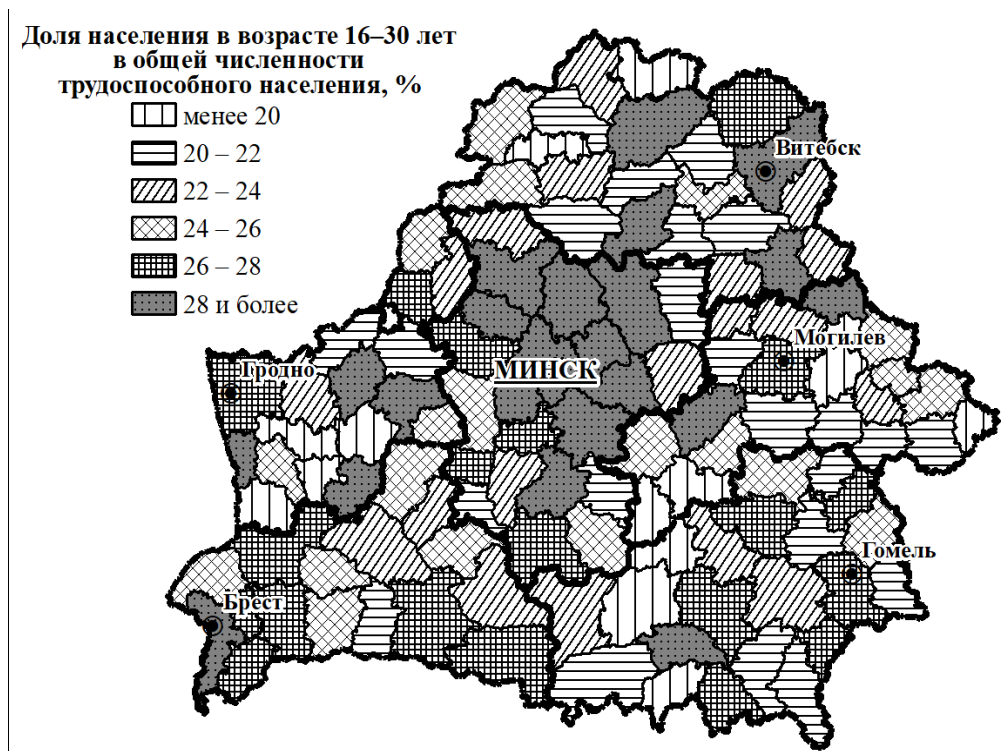 Доля населения в возрасте 16–30 лет
в общей численности
трудоспособного населения, %
менее 20
20 – 22
22 – 24
24 – 26
26 – 28
28 и более
Витебск
Могилев
МИНСК
Гродно
Гомель
Брест